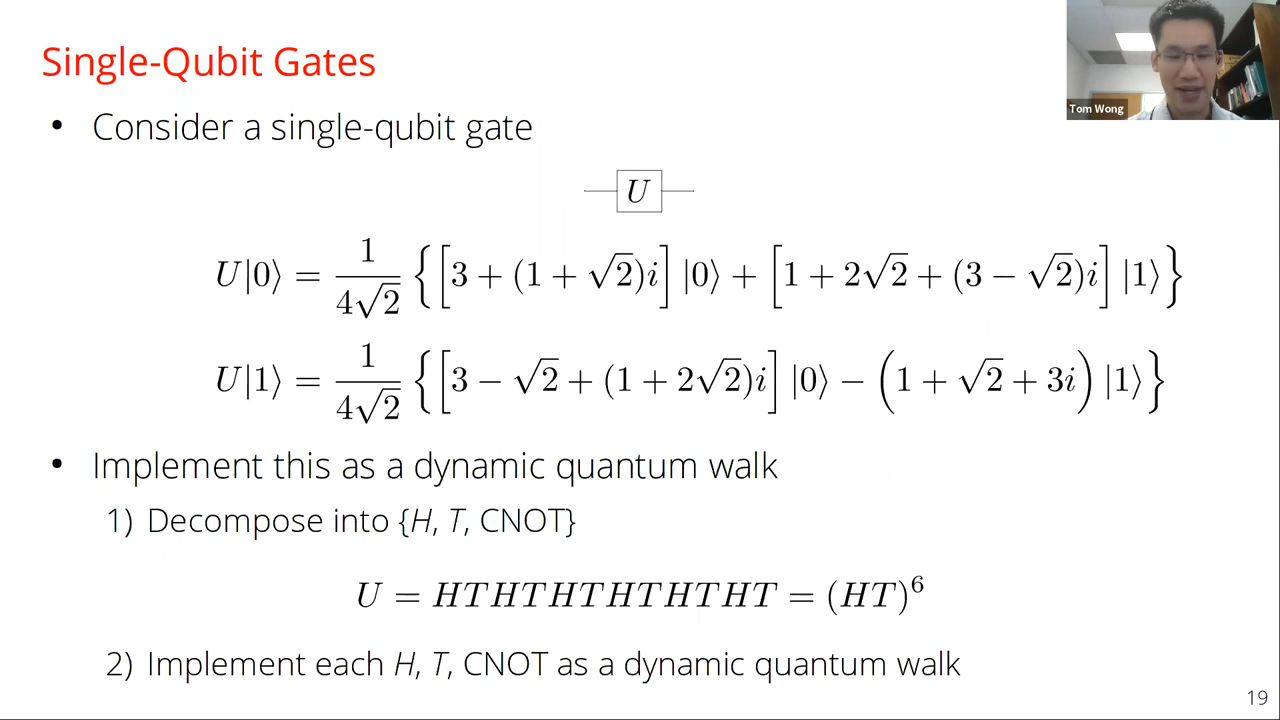 Single-Qubit Gates
Tom Wong
• Consider a single-qubit gate
U
U|0⟩ = 1/(4√2) {[3 + (1 + √2)i] |0⟩ + [1 + 2√2 + (3 − √2)i] |1⟩}
U|1⟩ = 1/(4√2) {[3 − √2 + (1 + 2√2)i] |0⟩ − (1 + √2 + 3i) |1⟩}
• Implement this as a dynamic quantum walk
1) Decompose into {H, T, CNOT}
U = HTHTHTHTHTHT = (HT)⁶
2) Implement each H, T, CNOT as a dynamic quantum walk
19